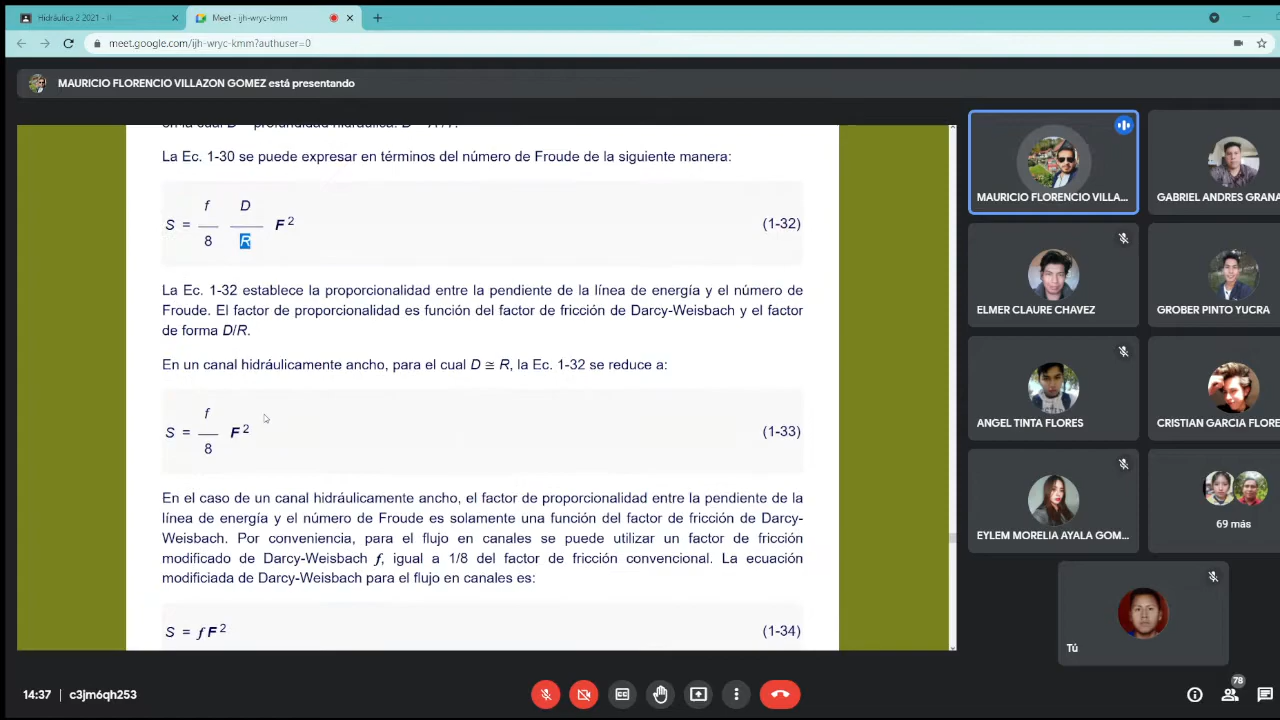 Hidráulica 2 2021 - II
Meet - ijh-wryc-kmm
meet.google.com/ijh-wryc-kmm?authuser=0
MAURICIO FLORENCIO VILLAZON GOMEZ está presentando
La Ec. 1-30 se puede expresar en términos del número de Froude de la siguiente manera:
f D
S = —— —— F 2 (1-32)
8 R
La Ec. 1-32 establece la proporcionalidad entre la pendiente de la línea de energía y el número de
Froude. El factor de proporcionalidad es función del factor de fricción de Darcy-Weisbach y el factor
de forma D/R.
En un canal hidráulicamente ancho, para el cual D ≅ R, la Ec. 1-32 se reduce a:
f
S = —— F 2 (1-33)
8
En el caso de un canal hidráulicamente ancho, el factor de proporcionalidad entre la pendiente de la
línea de energía y el número de Froude es solamente una función del factor de fricción de Darcy-
Weisbach. Por conveniencia, para el flujo en canales se puede utilizar un factor de fricción
modificado de Darcy-Weisbach f, igual a 1/8 del factor de fricción convencional. La ecuación
modificiada de Darcy-Weisbach para el flujo en canales es:
S = f F 2 (1-34)
MAURICIO FLORENCIO VILLA...
GABRIEL ANDRES GRANA
ELMER CLAURE CHAVEZ
GROBER PINTO YUCRA
ANGEL TINTA FLORES
CRISTIAN GARCIA FLORE
EYLEM MORELIA AYALA GOM...
69 más
Tú
14:37 | c3jm6qh253
78